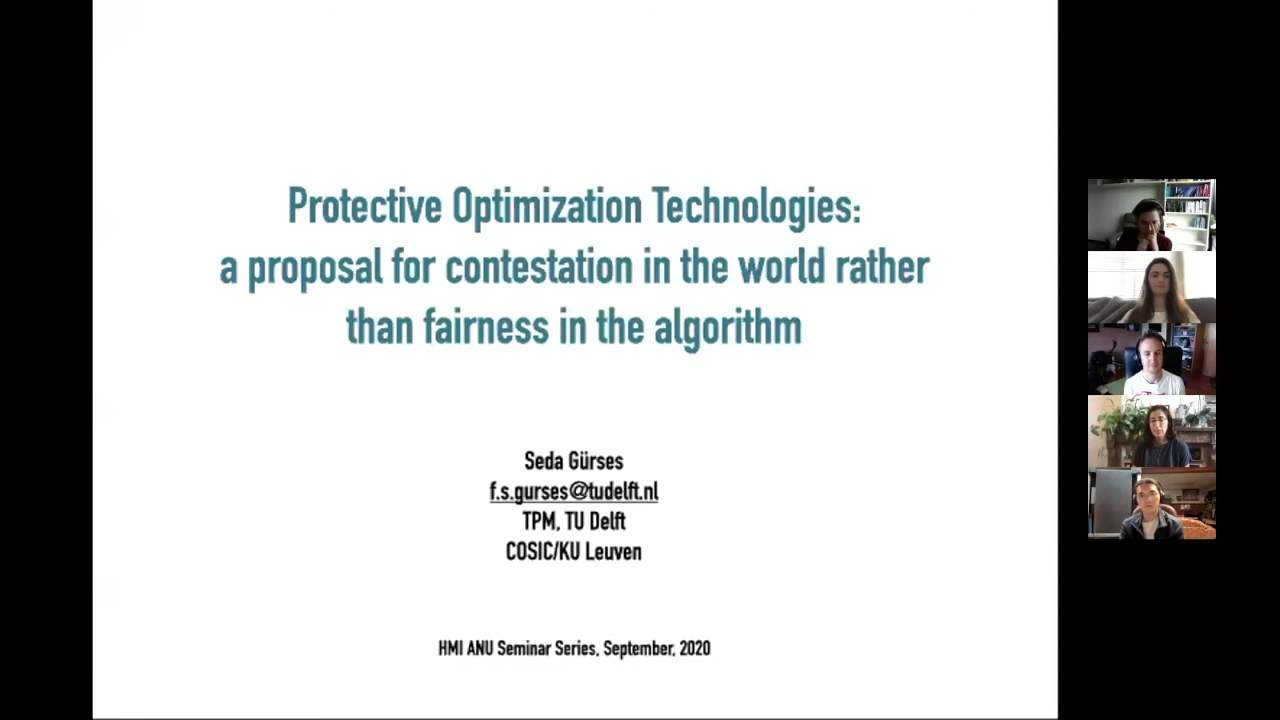 Protective Optimization Technologies:
a proposal for contestation in the world rather
than fairness in the algorithm
Seda Gürses
f.s.gurses@tudelft.nl
TPM, TU Delft
COSIC/KU Leuven
HMI ANU Seminar Series, September, 2020